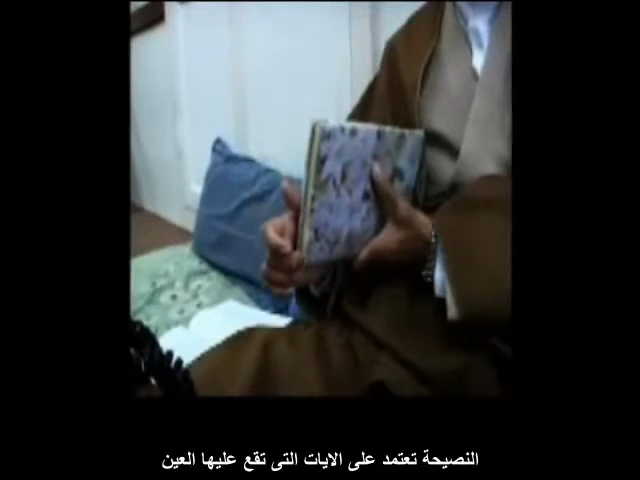 النصيحة تعتمد على الايات التى تقع عليها العين